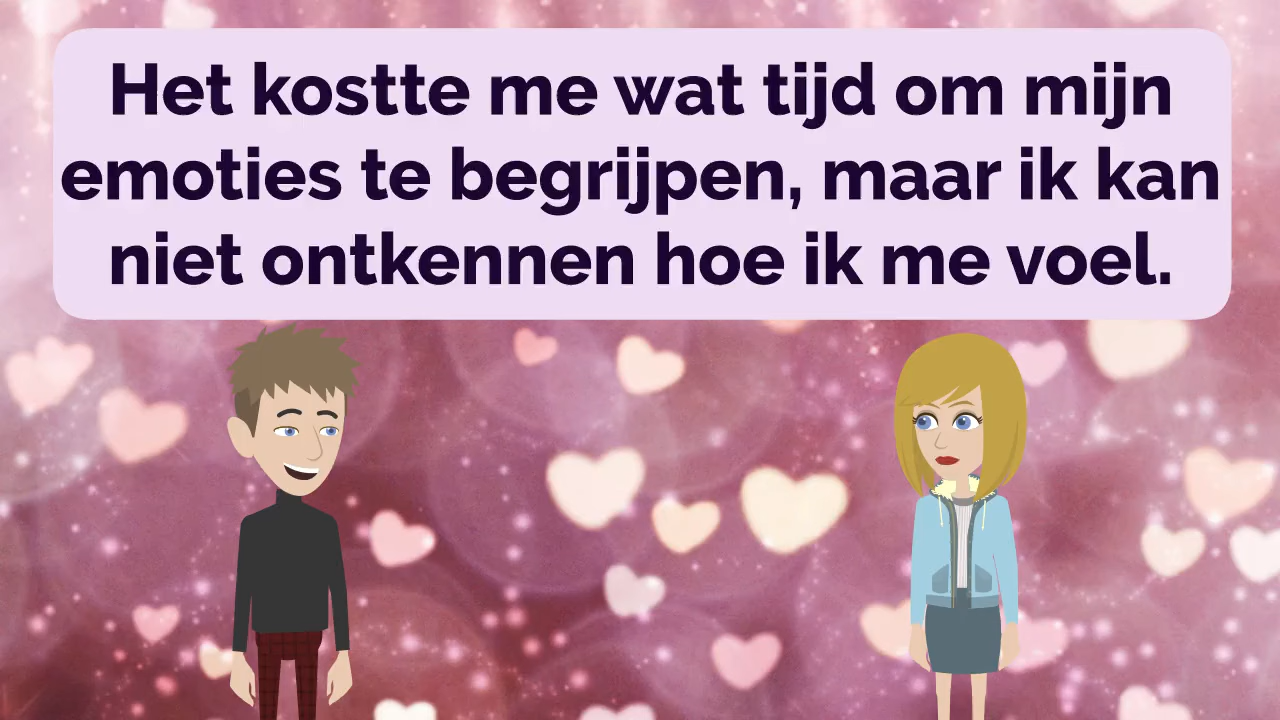 Het kostte me wat tijd om mijn
emoties te begrijpen, maar ik kan
niet ontkennen hoe ik me voel.